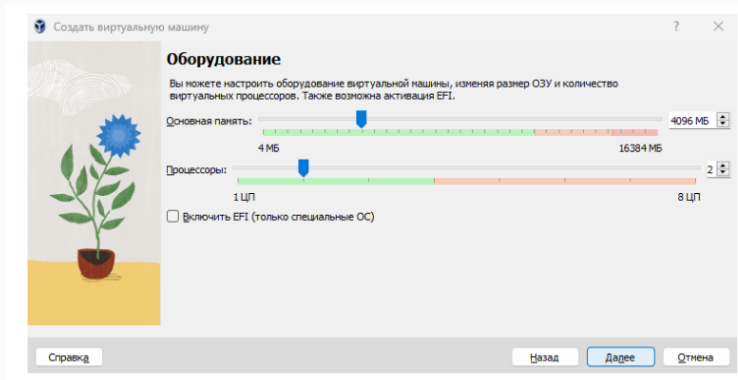 Создать виртуальную машину
?
Оборудование
Вы можете настроить оборудование виртуальной машины, изменяя размер ОЗУ и количество
виртуальных процессоров. Также возможна активация EFI.
Основная память:
4096 МБ
4 МБ
16384 МБ
Процессоры:
2
1 ЦП
8 ЦП
Включить EFI (только специальные ОС)
Справка
Назад
Далее
Отмена